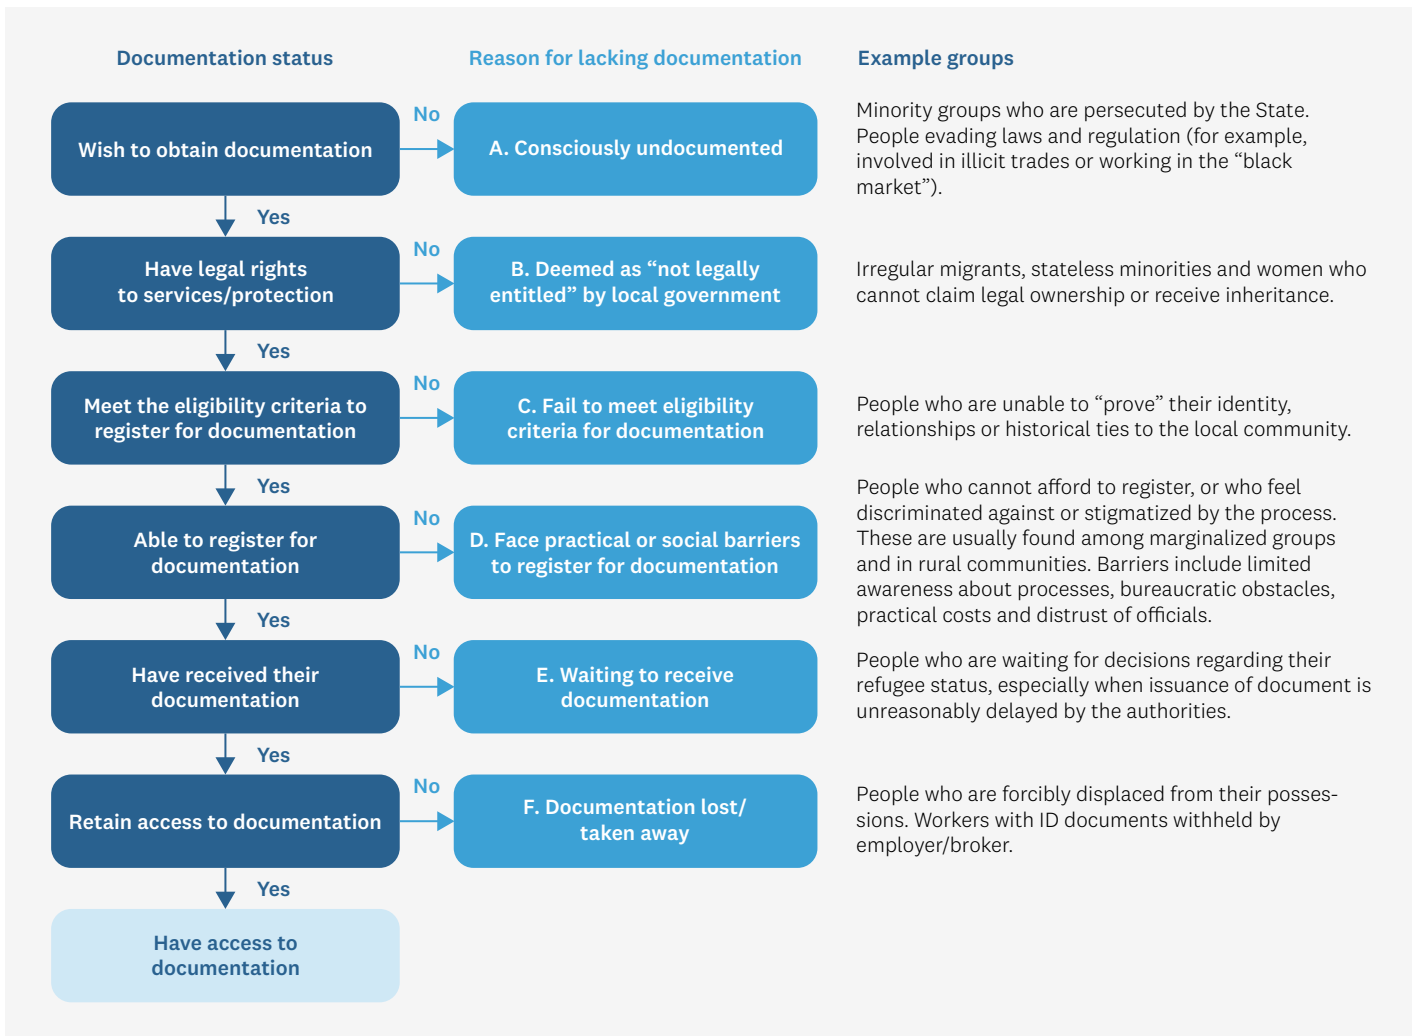 Documentation status
Reason for lacking documentation
Example groups
Wish to obtain documentation
No
A. Consciously undocumented
Minority groups who are persecuted by the State.
People evading laws and regulation (for example,
involved in illicit trades or working in the “black
market”).
Yes
Have legal rights
to services/protection
No
B. Deemed as “not legally
entitled” by local government
Irregular migrants, stateless minorities and women who
cannot claim legal ownership or receive inheritance.
Yes
Meet the eligibility criteria to
register for documentation
No
C. Fail to meet eligibility
criteria for documentation
People who are unable to “prove” their identity,
relationships or historical ties to the local community.
Yes
Able to register for
documentation
No
D. Face practical or social barriers
to register for documentation
People who cannot afford to register, or who feel
discriminated against or stigmatized by the process.
These are usually found among marginalized groups
and in rural communities. Barriers include limited
awareness about processes, bureaucratic obstacles,
practical costs and distrust of officials.
Yes
Have received their
documentation
No
E. Waiting to receive
documentation
People who are waiting for decisions regarding their
refugee status, especially when issuance of document is
unreasonably delayed by the authorities.
Yes
Retain access to documentation
No
F. Documentation lost/
taken away
People who are forcibly displaced from their posses-
sions. Workers with ID documents withheld by
employer/broker.
Yes
Have access to
documentation